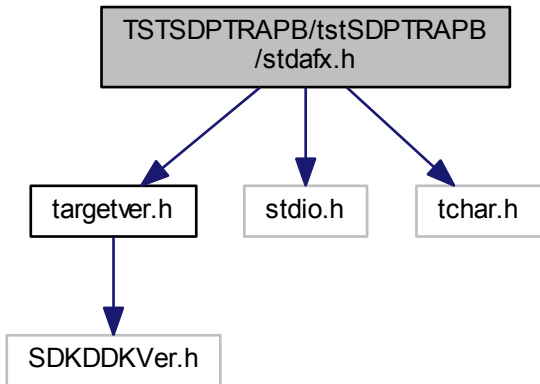 TSTSDPTRAPB/tstSDPTRAPB
/stdafx.h
targetver.h
stdio.h
tchar.h
SDKDDKVer.h